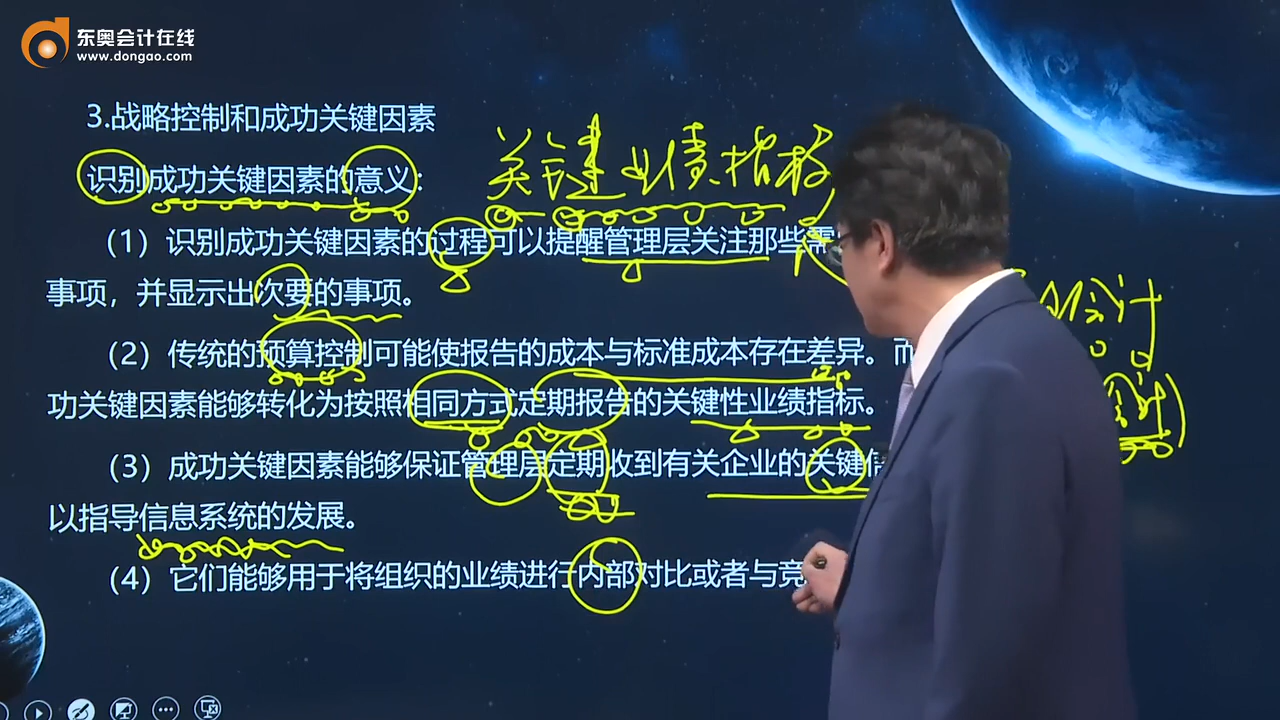 东奥会计在线
www.dongao.com
3.战略控制和成功关键因素
关键业绩指标
识别成功关键因素的意义：
（1）识别成功关键因素的过程可以提醒管理层关注那些需
事项，并显示出次要的事项。
（2）传统的预算控制可能使报告的成本与标准成本存在差异。而
功关键因素能够转化为按照相同方式定期报告的关键性业绩指标。
（3）成功关键因素能够保证管理层定期收到有关企业的关键信
以指导信息系统的发展。
（4）它们能够用于将组织的业绩进行内部对比或者与竞